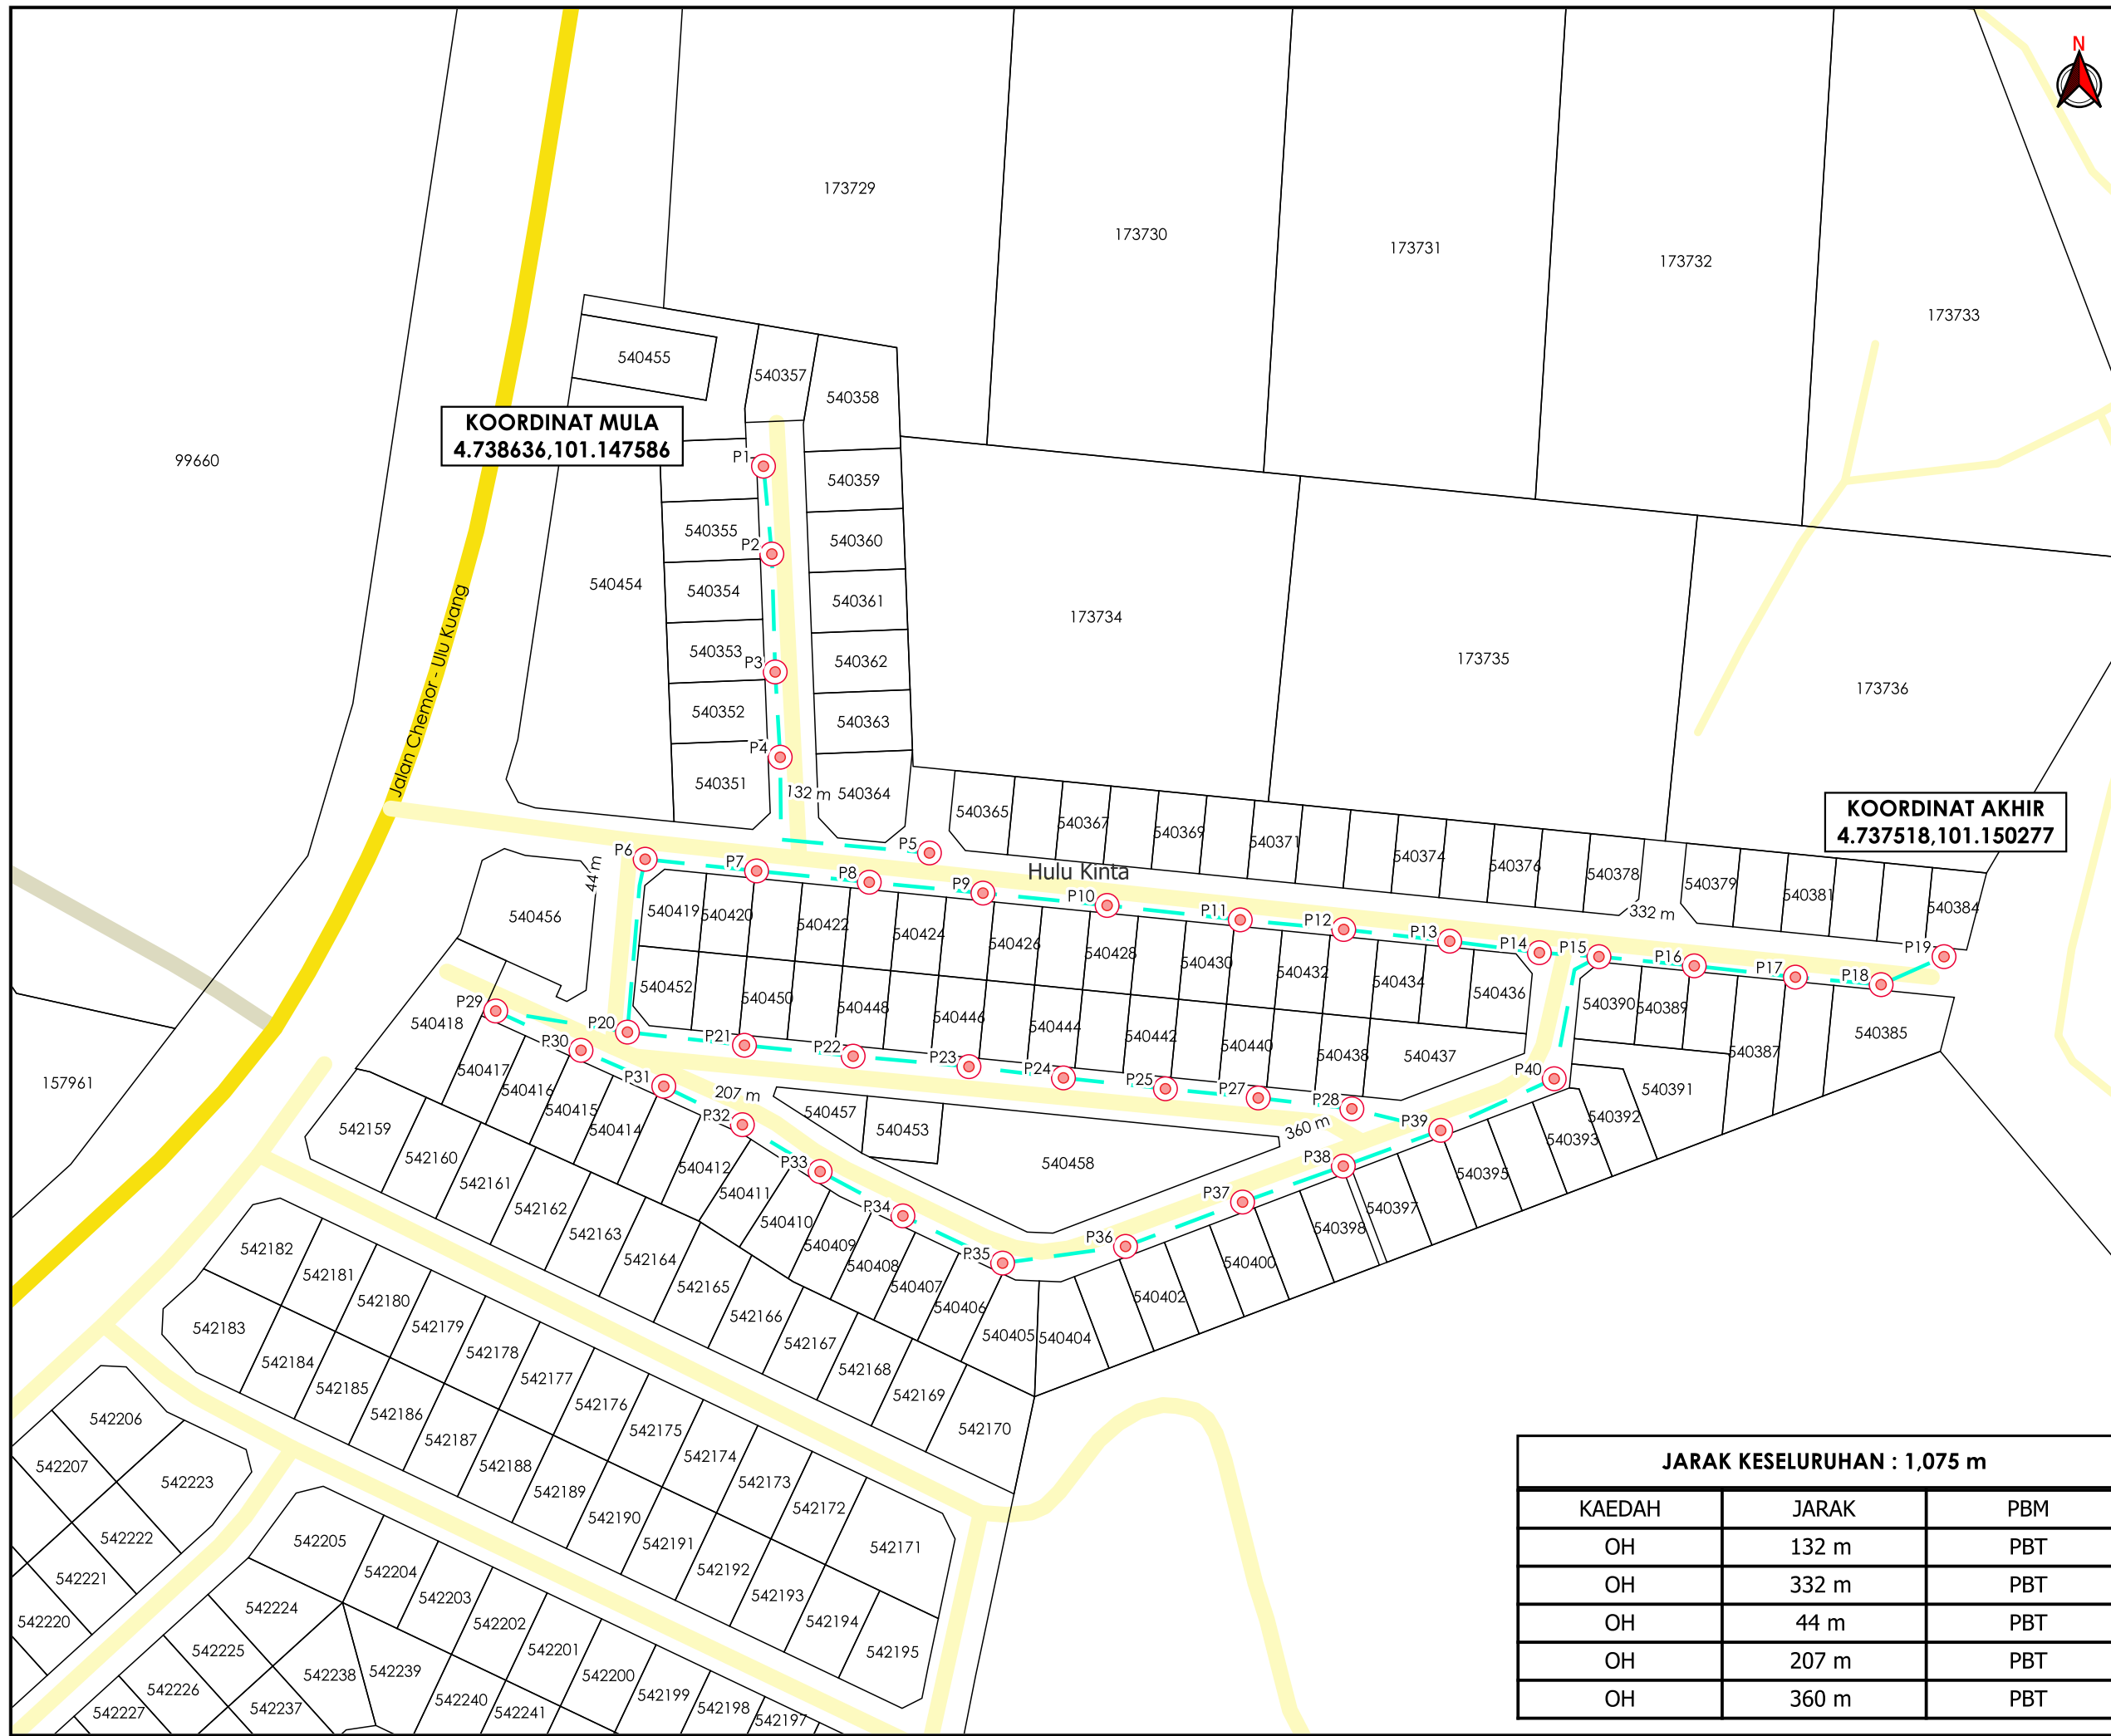 N
173729
173730
173731
173732
173733
540455
540357
540358
KOORDINAT MULA
4.738636,101.147586
99660
P1
540359
540355
P2
540360
540454
540354
540361
173734
540353
P3
540362
173735
173736
540352
540363
Jalan Chemor - Ulu Kuang
P4
540351
132 m
540364
540365
540367
540369
540371
540374
540376
540378
540379
540381
540384
KOORDINAT AKHIR
4.737518,101.150277
P5
P6
P7
P8
P9
P10
P11
P12
P13
P14
P15
P16
P17
P18
P19
Hulu Kinta
44 m
332 m
540456
540419
540420
540422
540424
540426
540428
540430
540432
540434
540436
540390
540389
540387
540385
540452
540450
540448
540446
540444
540442
540440
540438
540437
P29
P20
P21
P22
P23
P24
P25
P27
P28
P40
540418
P30
P31
207 m
P32
P33
P34
P35
P36
P37
P38
P39
360 m
540391
540392
540393
540395
540397
540398
540400
540402
540404
540405
540406
540407
540408
540409
540410
540411
540412
540414
540415
540416
540417
540457
540453
540458
157961
542159
542160
542161
542162
542163
542164
542165
542166
542167
542168
542169
542170
542182
542181
542180
542179
542178
542177
542176
542175
542174
542173
542172
542171
542183
542184
542185
542186
542187
542188
542189
542190
542191
542192
542193
542194
542195
542206
542207
542223
542222
542221
542220
542205
542204
542203
542202
542201
542200
542199
542198
542197
542224
542225
542226
542227
542237
542238
542239
542240
542241
JARAK KESELURUHAN : 1,075 m
KAEDAH JARAK PBM
OH 132 m PBT
OH 332 m PBT
OH 44 m PBT
OH 207 m PBT
OH 360 m PBT